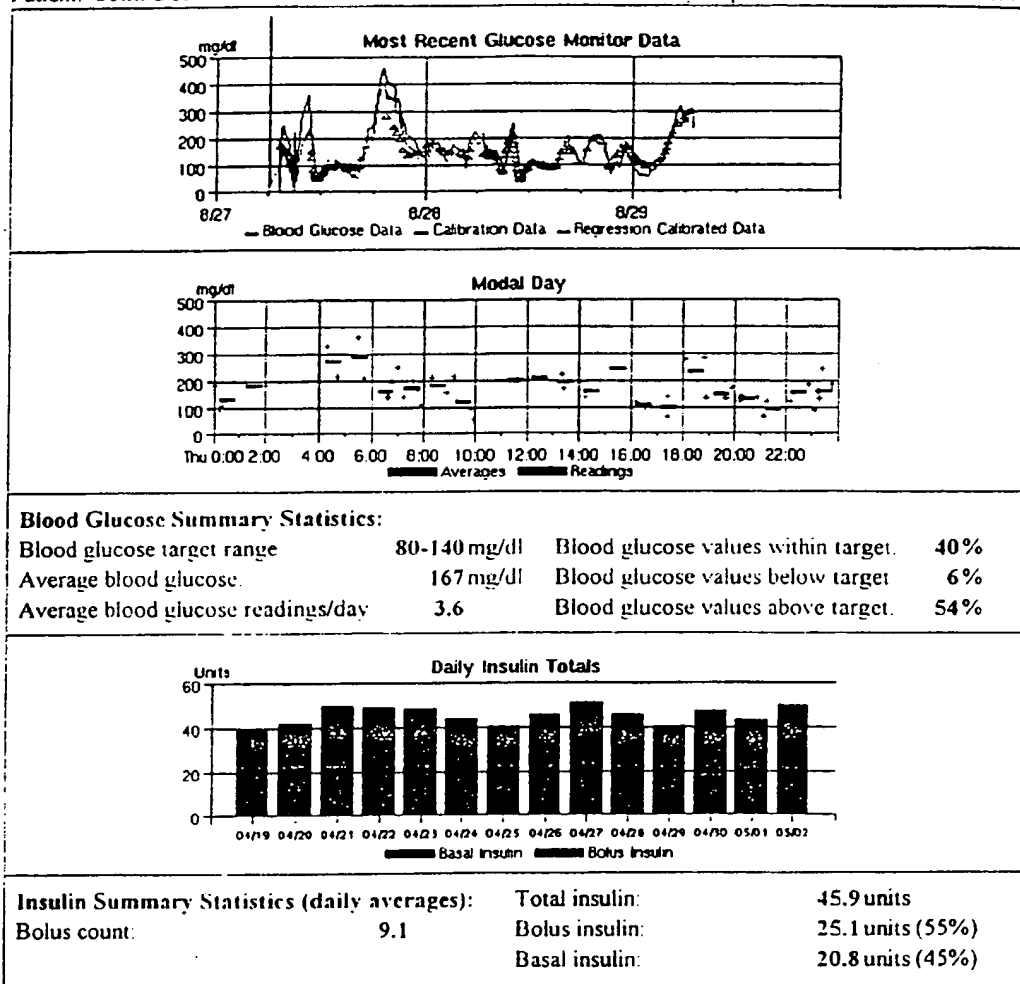 Most Recent Glucose Monitor Data
mg/dl
500
400
300
200
100
0
8/27 8/28 8/29
Blood Glucose Data Calibration Data Regression Calibrated Data
Modal Day
mg/dl
500
400
300
200
100
0
Thu 0:00 2:00 4:00 6:00 8:00 10:00 12:00 14:00 16:00 18:00 20:00 22:00
Averages Readings
Blood Glucose Summary Statistics:
Blood glucose target range 80-140 mg/dl Blood glucose values within target. 40%
Average blood glucose. 167 mg/dl Blood glucose values below target 6%
Average blood glucose readings/day 3.6 Blood glucose values above target. 54%
Daily Insulin Totals
Units
60
40
20
0
04/19 04/20 04/21 04/22 04/23 04/24 04/25 04/26 04/27 04/28 04/29 04/30 05/01 05/02
Basal Insulin Bolus Insulin
Insulin Summary Statistics (daily averages): Total insulin: 45.9 units
Bolus count: 9.1 Bolus insulin: 25.1 units (55%)
Basal insulin: 20.8 units (45%)